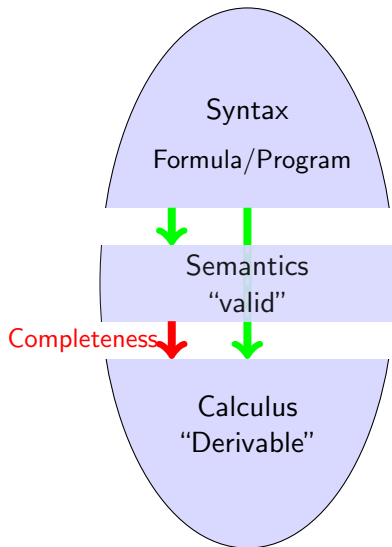 Syntax
Formula/Program
Semantics
“valid”
Completeness
Calculus
“Derivable”